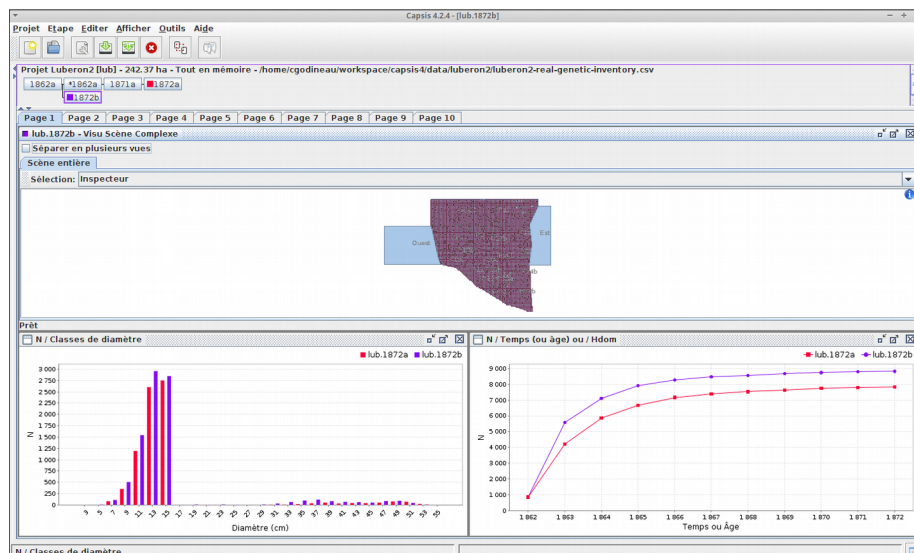 Capsis 4.2.4 - [lub.1872b]
Projet Etape Editer Afficher Outils Aide
Projet Luberon2 [lub] - 242.37 ha - Tout en mémoire - /home/cgodineau/workspace/capsis4/data/luberon2/luberon2-real-genetic-inventory.csv
1862a *1862a 1871a 1872a
1872b
Page 1 Page 2 Page 3 Page 4 Page 5 Page 6 Page 7 Page 8 Page 9 Page 10
lub.1872b - Visu Scène Complexe
Séparer en plusieurs vues
Scène entière
Sélection: Inspecteur
Ouest
Est
Prêt
N / Classes de diamètre
lub.1872a lub.1872b
3 000
2 750
2 500
2 250
2 000
1 750
1 500
1 250
1 000
750
500
250
0
N
3 5 7 9 11 13 15 17 19 21 23 25 27 29 31 33 35 37 39 41 43 45 47 49 51 53 55
Diamètre (cm)
N / Temps (ou âge) ou / Hdom
lub.1872a lub.1872b
9 000
8 000
7 000
6 000
5 000
4 000
3 000
2 000
1 000
0
N
1 862 1 863 1 864 1 865 1 866 1 867 1 868 1 869 1 870 1 871 1 872
Temps ou Âge
N / Classes de diamètre